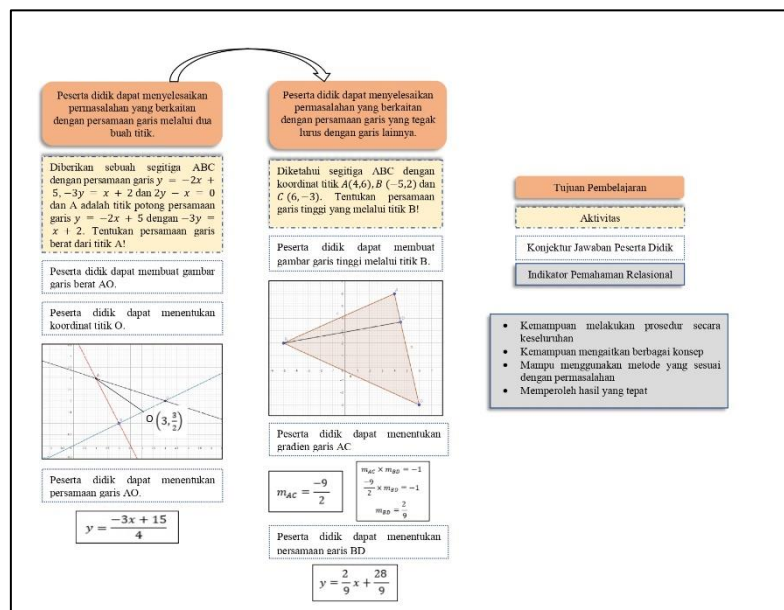 Peserta didik dapat menyelesaikan
permasalahan yang berkaitan
dengan persamaan garis melalui dua
buah titik.
Diberikan sebuah segitiga ABC
dengan persamaan garis y = −2x +
5, −3y = x + 2 dan 2y − x = 0
dan A adalah titik potong persamaan
garis y = −2x + 5 dengan −3y =
x + 2. Tentukan persamaan garis
berat dari titik A!
Peserta didik dapat membuat gambar
garis berat AO.
Peserta didik dapat menentukan
koordinat titik O.
O (3, 3/2)
Peserta didik dapat menentukan
persamaan garis AO.
y = (−3x + 15)/4
Peserta didik dapat menyelesaikan
permasalahan yang berkaitan
dengan persamaan garis yang tegak
lurus dengan garis lainnya.
Diketahui segitiga ABC dengan
koordinat titik A(4,6), B (−5,2) dan
C (6, −3). Tentukan persamaan
garis tinggi yang melalui titik B!
Peserta didik dapat membuat
gambar garis tinggi melalui titik B.
Peserta didik dapat menentukan
gradien garis AC
m_AC = −9/2
m_AC × m_BD = −1
−9/2 × m_BD = −1
m_BD = 2/9
Peserta didik dapat menentukan
persamaan garis BD
y = 2/9 x + 28/9
Tujuan Pembelajaran
Aktivitas
Konjektur Jawaban Peserta Didik
Indikator Pemahaman Relasional
• Kemampuan melakukan prosedur secara
keseluruhan
• Kemampuan mengaitkan berbagai konsep
• Mampu menggunakan metode yang sesuai
dengan permasalahan
• Memperoleh hasil yang tepat